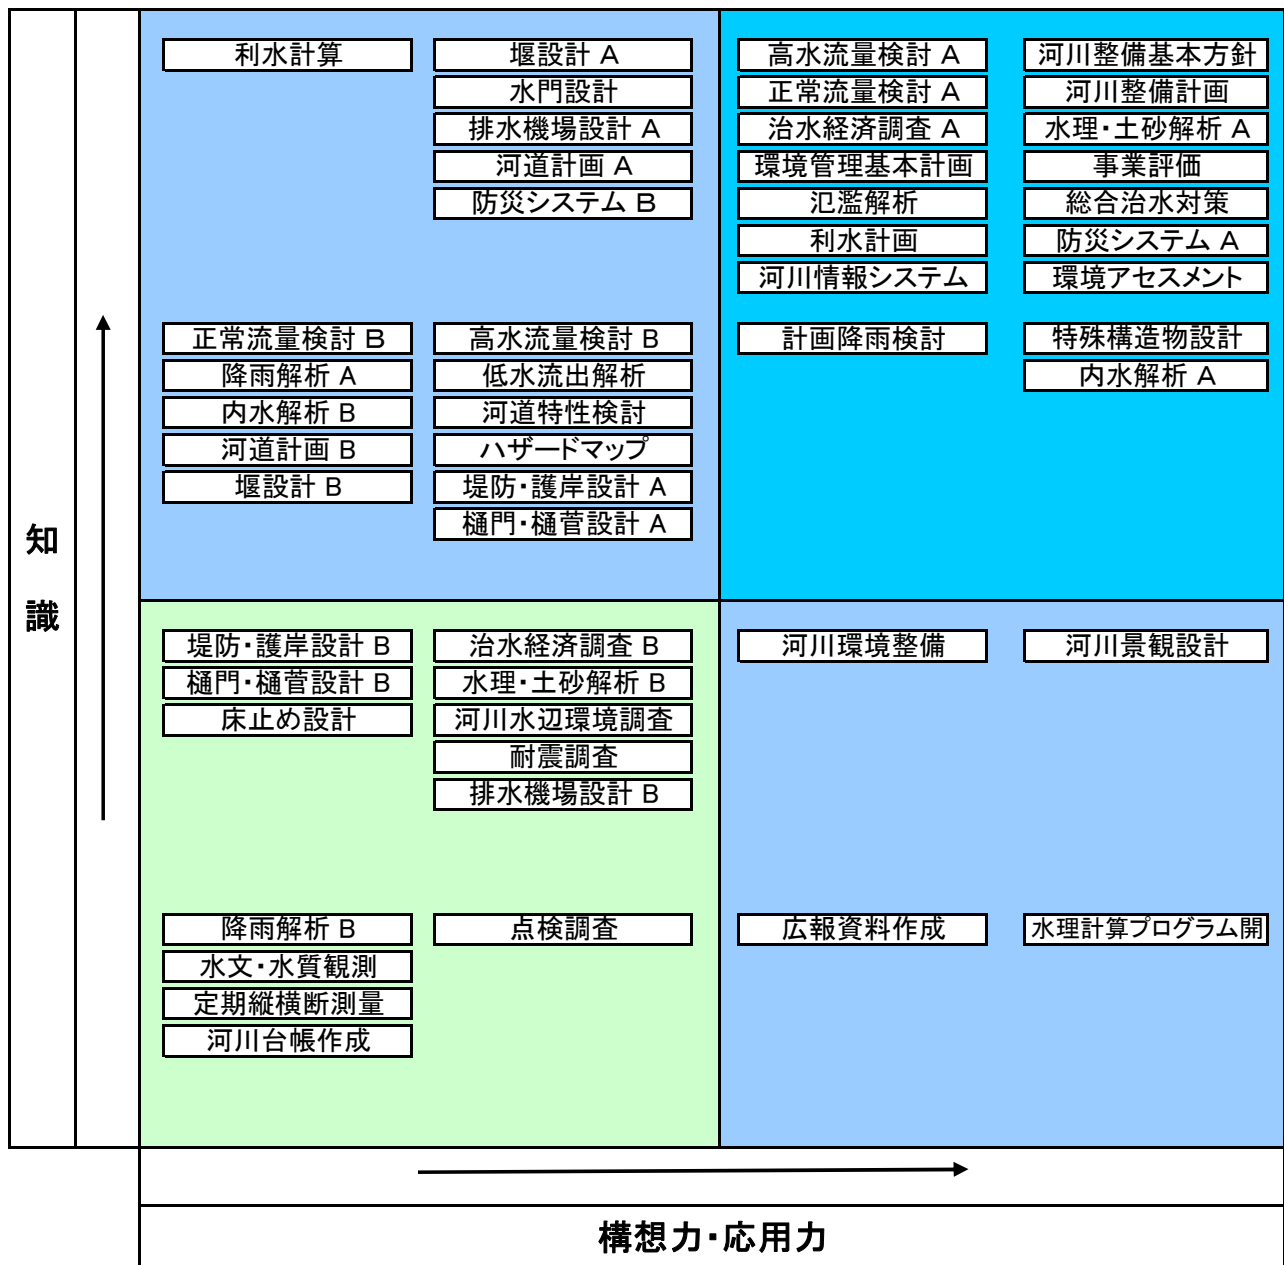 利水計算
堰設計 A
水門設計
排水機場設計 A
河道計画 A
防災システム B
高水流量検討 A
正常流量検討 A
治水経済調査 A
環境管理基本計画
氾濫解析
利水計画
河川情報システム
河川整備基本方針
河川整備計画
水理・土砂解析 A
事業評価
総合治水対策
防災システム A
環境アセスメント
正常流量検討 B
降雨解析 A
内水解析 B
河道計画 B
堰設計 B
高水流量検討 B
低水流出解析
河道特性検討
ハザードマップ
堤防・護岸設計 A
樋門・樋菅設計 A
計画降雨検討
特殊構造物設計
内水解析 A
知
識
堤防・護岸設計 B
樋門・樋菅設計 B
床止め設計
治水経済調査 B
水理・土砂解析 B
河川水辺環境調査
耐震調査
排水機場設計 B
河川環境整備
河川景観設計
降雨解析 B
水文・水質観測
定期縦横断測量
河川台帳作成
点検調査
広報資料作成
水理計算プログラム開
構想力・応用力